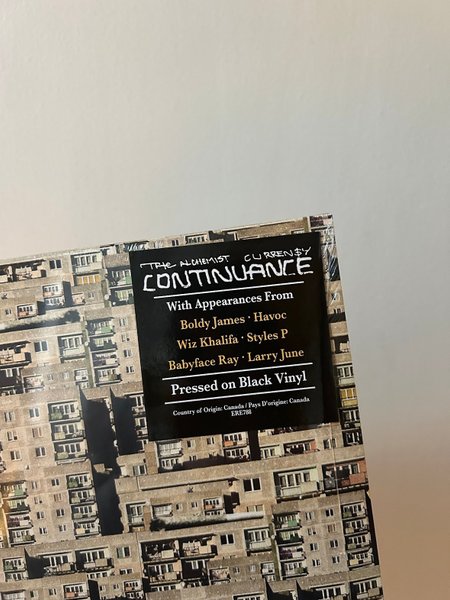 THE ALCHEMIST CURREN$Y
CONTINUANCE
With Appearances From
Boldy James · Havoc
Wiz Khalifa · Styles P
Babyface Ray · Larry June
Pressed on Black Vinyl
Country of Origin: Canada / Pays D'origine: Canada
ERE788